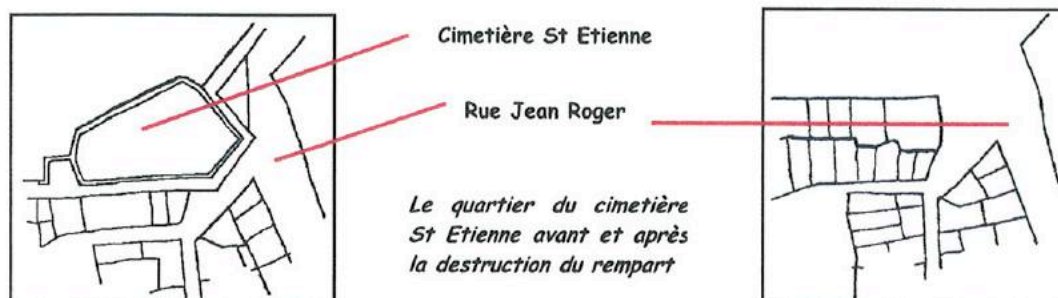 Cimetière St Etienne
Rue Jean Roger
Le quartier du cimetière
St Etienne avant et après
la destruction du rempart